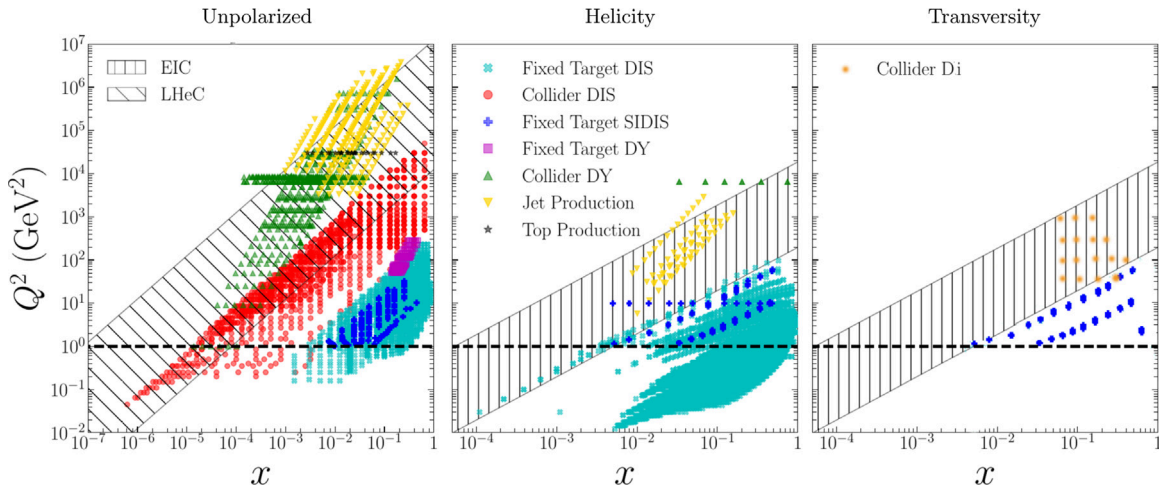 Unpolarized
Helicity
Transversity
EIC
LHeC
Fixed Target DIS
Collider DIS
Fixed Target SIDIS
Fixed Target DY
Collider DY
Jet Production
Top Production
Collider Di
Q² (GeV²)
10⁷
10⁶
10⁵
10⁴
10³
10²
10¹
10⁰
10⁻¹
10⁻²
10⁻⁷ 10⁻⁶ 10⁻⁵ 10⁻⁴ 10⁻³ 10⁻² 10⁻¹ 1
10⁻⁴ 10⁻³ 10⁻² 10⁻¹ 1
10⁻⁴ 10⁻³ 10⁻² 10⁻¹ 1
x
x
x